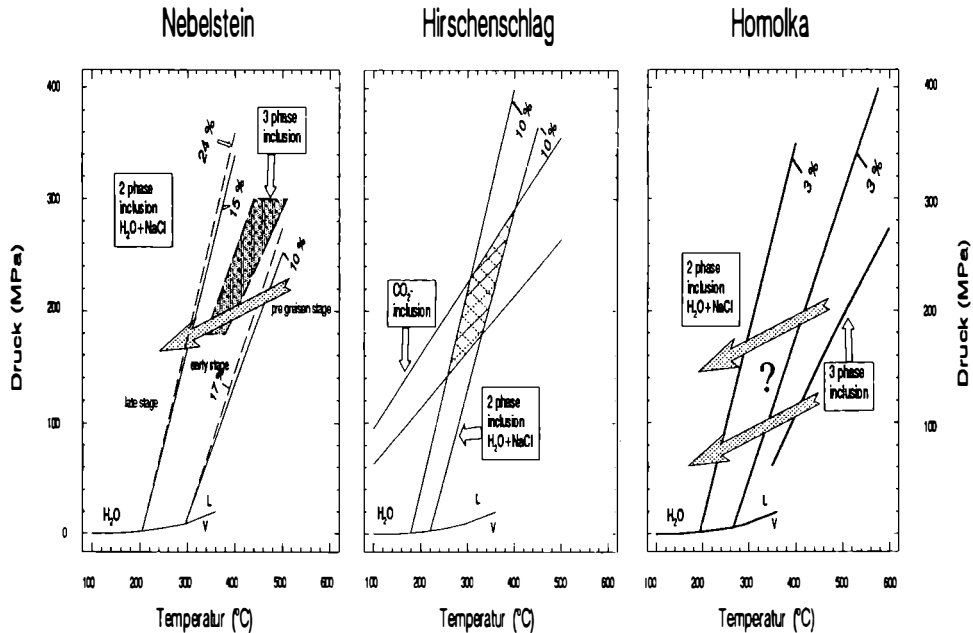 Nebelstein
Hirschenschlag
Homolka
Druck (MPa)
400
300
200
100
0
24 %
15 %
3 phase
inclusion
2 phase
inclusion
H₂O+NaCl
10 %
pre greisen stage
early stage
17%
late stage
H₂O
L
V
100
200
300
400
500
600
Temperatur (°C)
10 %
10 %
CO₂-
inclusion
2 phase
inclusion
H₂O+NaCl
H₂O
L
V
100
200
300
400
500
600
Temperatur (°C)
3 %
3 %
2 phase
inclusion
H₂O+NaCl
?
3 phase
inclusion
H₂O
L
V
100
200
300
400
500
600
Temperatur (°C)
400
300
200
100
Druck (MPa)